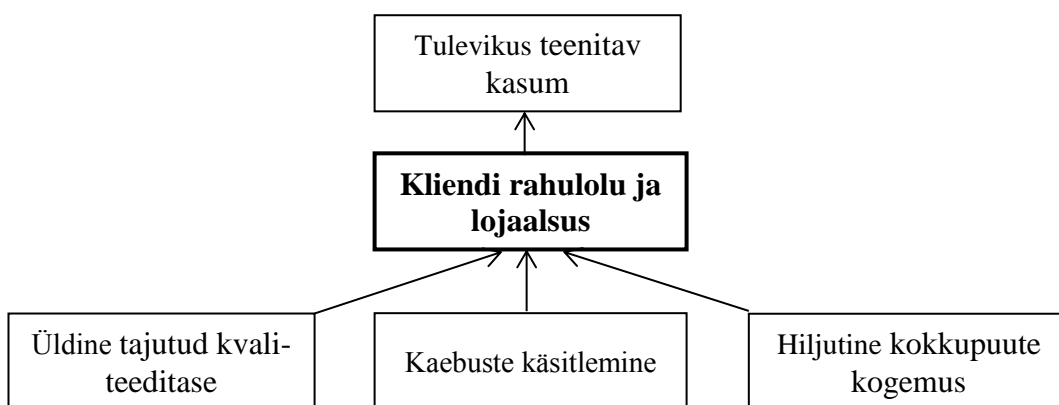 Tulevikus teenitav
kasum
Kliendi rahulolu ja
lojaalsus
Üldine tajutud kvali-
teeditase
Kaebuste käsitlemine
Hiljutine kokkupuute
kogemus